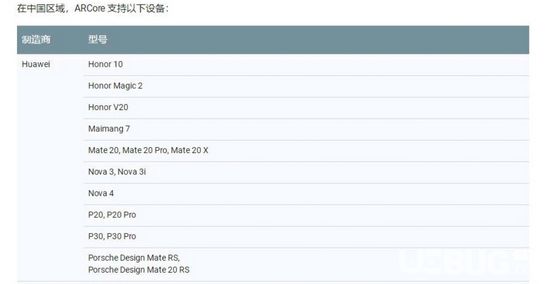 在中国区域，ARCore 支持以下设备：
制造商 型号
Huawei Honor 10
Honor Magic 2
Honor V20
Maimang 7
Mate 20, Mate 20 Pro, Mate 20 X
Nova 3, Nova 3i
Nova 4
P20, P20 Pro
P30, P30 Pro
Porsche Design Mate RS,
Porsche Design Mate 20 RS